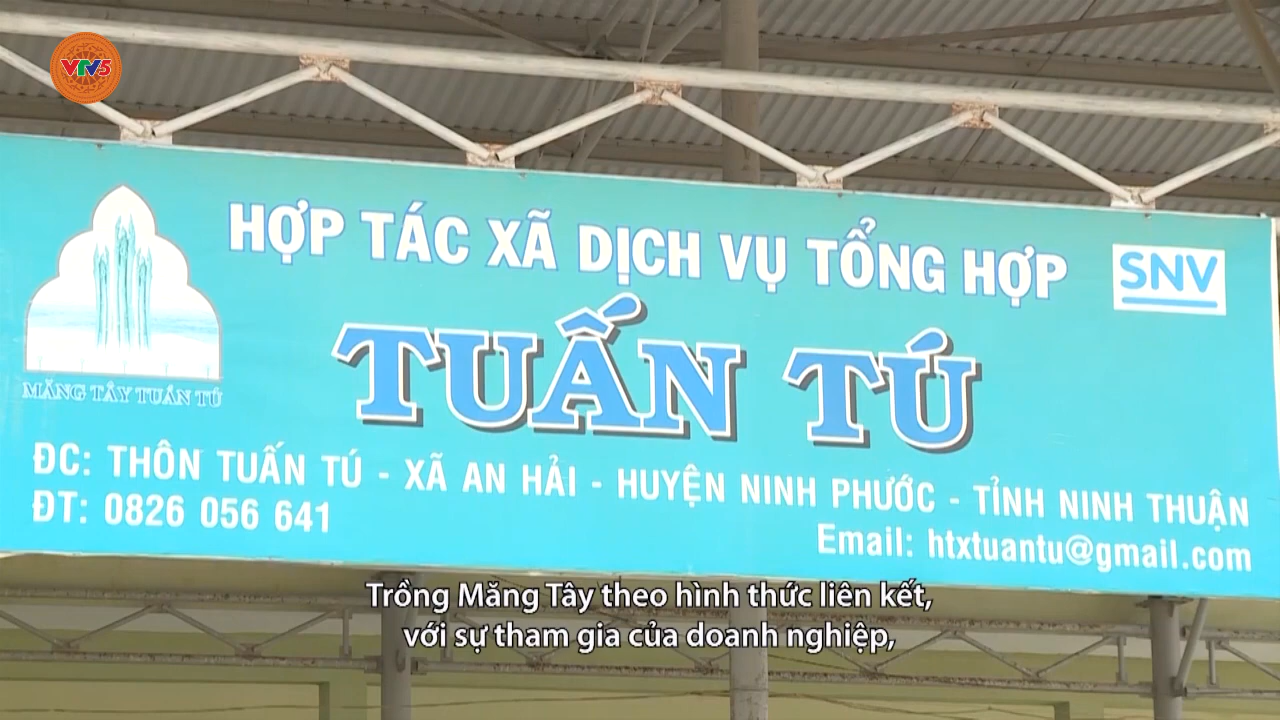 VTV5
HỢP TÁC XÃ DỊCH VỤ TỔNG HỢP
SNV
TUẤN TÚ
MĂNG TÂY TUẤN TÚ
ĐC: THÔN TUẤN TÚ - XÃ AN HẢI - HUYỆN NINH PHƯỚC - TỈNH NINH THUẬN
ĐT: 0826 056 641
Email: htxtuantu@gmail.com
Trồng Măng Tây theo hình thức liên kết,
với sự tham gia của doanh nghiệp,